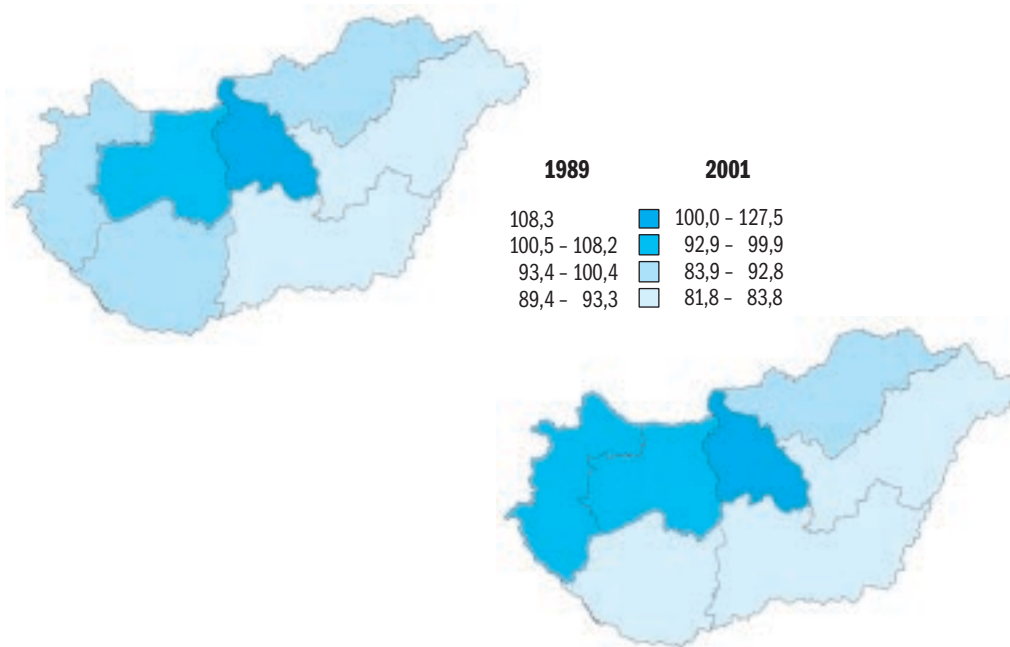 1989 2001
108,3 100,0 – 127,5
100,5 – 108,2 92,9 – 99,9
93,4 – 100,4 83,9 – 92,8
89,4 – 93,3 81,8 – 83,8